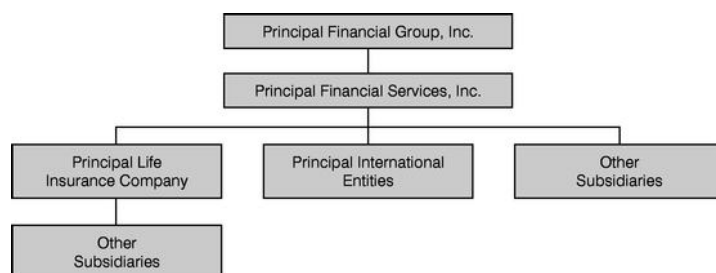 Principal Financial Group, Inc.
Principal Financial Services, Inc.
Principal Life
Insurance Company
Principal International
Entities
Other
Subsidiaries
Other
Subsidiaries